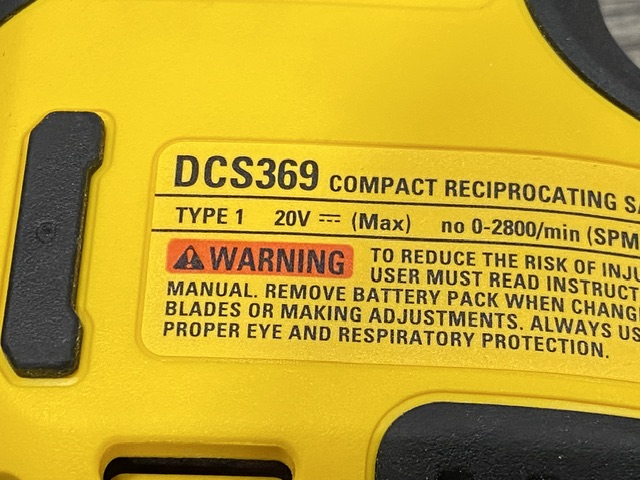 DCS369 COMPACT RECIPROCATING SA
TYPE 1 20V ⎓ (Max) no 0-2800/min (SPM
⚠ WARNING TO REDUCE THE RISK OF INJU
USER MUST READ INSTRUCT
MANUAL. REMOVE BATTERY PACK WHEN CHANG
BLADES OR MAKING ADJUSTMENTS. ALWAYS US
PROPER EYE AND RESPIRATORY PROTECTION.